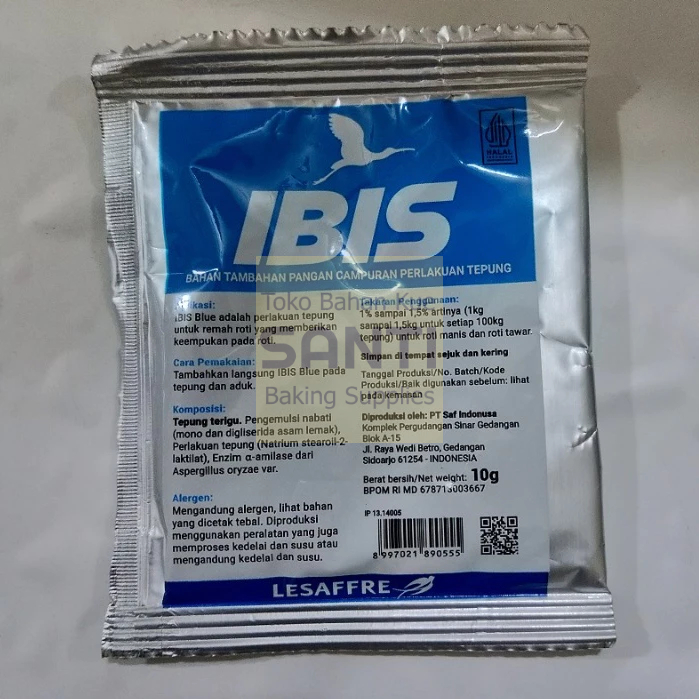 HALAL
INDONESIA
IBIS
BAHAN TAMBAHAN PANGAN CAMPURAN PERLAKUAN TEPUNG
IBIS Blue adalah perlakuan tepung
untuk remah roti yang memberikan
keempukan pada roti.
Cara Pemakaian:
Tambahkan langsung IBIS Blue pada
tepung dan aduk.
Komposisi:
Tepung terigu. Pengemulsi nabati
(mono dan digliserida asam lemak),
Perlakuan tepung (Natrium stearoil-2-
laktilat), Enzim α-amilase dari
Aspergillus oryzae var.
Alergen:
Mengandung alergen, lihat bahan
yang dicetak tebal. Diproduksi
menggunakan peralatan yang juga
memproses kedelai dan susu atau
mengandung kedelai dan susu.
Takaran Penggunaan:
1% sampai 1,5% artinya (1kg
sampai 1,5kg untuk setiap 100kg
tepung) untuk roti manis dan roti tawar.
Simpan di tempat sejuk dan kering
Tanggal Produksi/No. Batch/Kode
Produksi/Baik digunakan sebelum: lihat
pada kemasan
Diproduksi oleh: PT Saf Indonusa
Komplek Pergudangan Sinar Gedangan
Blok A-15
Jl. Raya Wedi Betro, Gedangan
Sidoarjo 61254 - INDONESIA
Berat bersih/Net weight: 10g
BPOM RI MD 678713003667
IP 13.14005
8 997021 890555
LESAFFRE
Toko Bahan Kue
SANTI
Baking Supplies